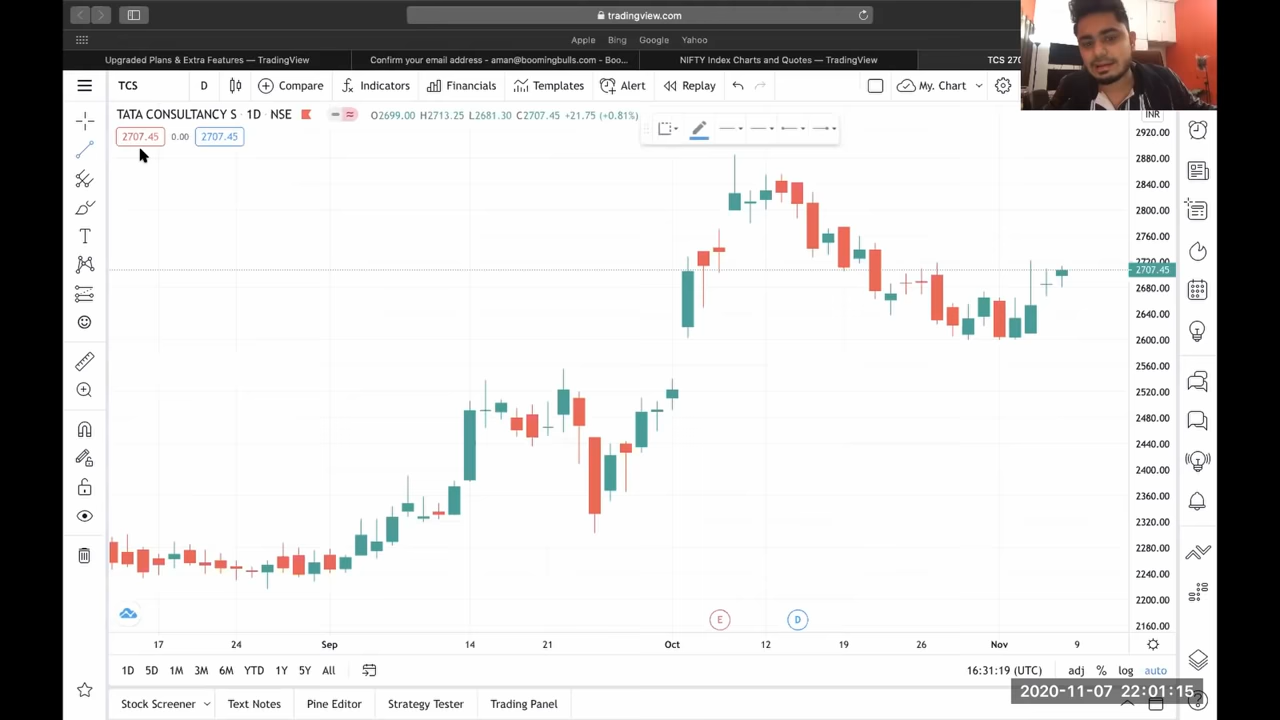 tradingview.com
Apple Bing Google Yahoo
Upgraded Plans & Extra Features — TradingView
Confirm your email address - aman@boomingbulls.com - Boo...
NIFTY Index Charts and Quotes — TradingView
TCS 270
TCS D Compare Indicators Financials Templates Alert Replay My. Chart
TATA CONSULTANCY S · 1D · NSE O2699.00 H2713.25 L2681.30 C2707.45 +21.75 (+0.81%)
INR
2707.45 0.00 2707.45
2920.00
2880.00
2840.00
2800.00
2760.00
2720.00
2707.45
2680.00
2640.00
2600.00
2560.00
2520.00
2480.00
2440.00
2400.00
2360.00
2320.00
2280.00
2240.00
2200.00
2160.00
E D
17 24 Sep 14 21 Oct 12 19 26 Nov 9
1D 5D 1M 3M 6M YTD 1Y 5Y All 16:31:19 (UTC) adj % log auto
2020-11-07 22:01:15
Stock Screener Text Notes Pine Editor Strategy Tester Trading Panel